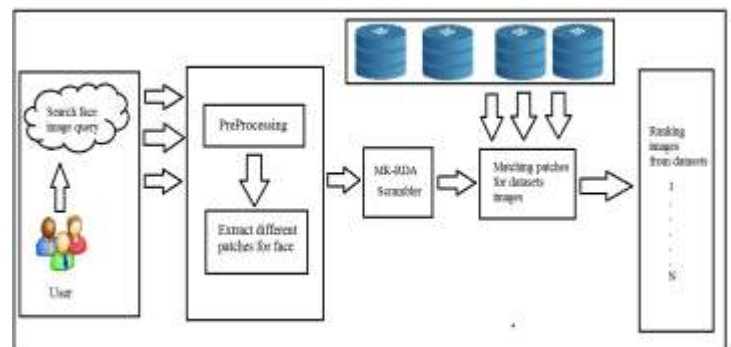 Search face
image query
User
PreProcessing
Extract different
patches for face
MK-RDA
Scrambler
Matching patches
for datasets
images
Ranking
images
from datasets
1
.
.
.
.
.
N